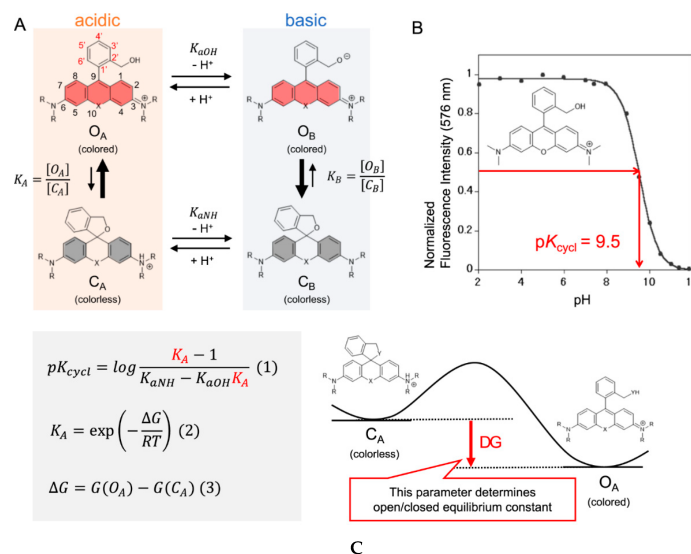 A
acidic
basic
4'
5'
3'
6'
2'
OH
1'
8
9
1
7
2
6
5
10
X
4
3
R
N
R
N⊕
R
R
O_A
(colored)
K_aOH
- H⁺
+ H⁺
O⊖
X
R
N
R
N⊕
R
R
O_B
(colored)
K_A = [O_A] / [C_A]
K_B = [O_B] / [C_B]
O
X
R
N
R
H
N⊕
R
R
C_A
(colorless)
K_aNH
- H⁺
+ H⁺
O
X
R
N
R
N
R
R
C_B
(colorless)
B
Normalized
Fluorescence Intensity (576 nm)
1
0.8
0.6
0.4
0.2
0
2
4
6
8
10
pH
OH
N
O
N⊕
pK_cycl = 9.5
pK_cycl = log (K_A − 1) / (K_aNH − K_aOH K_A) (1)
K_A = exp(−ΔG/RT) (2)
ΔG = G(O_A) − G(C_A) (3)
Y
X
R
N
R
H
N⊕
R
R
C_A
(colorless)
DG
YH
X
R
N
R
N⊕
R
R
O_A
(colored)
This parameter determines
open/closed equilibrium constant
C